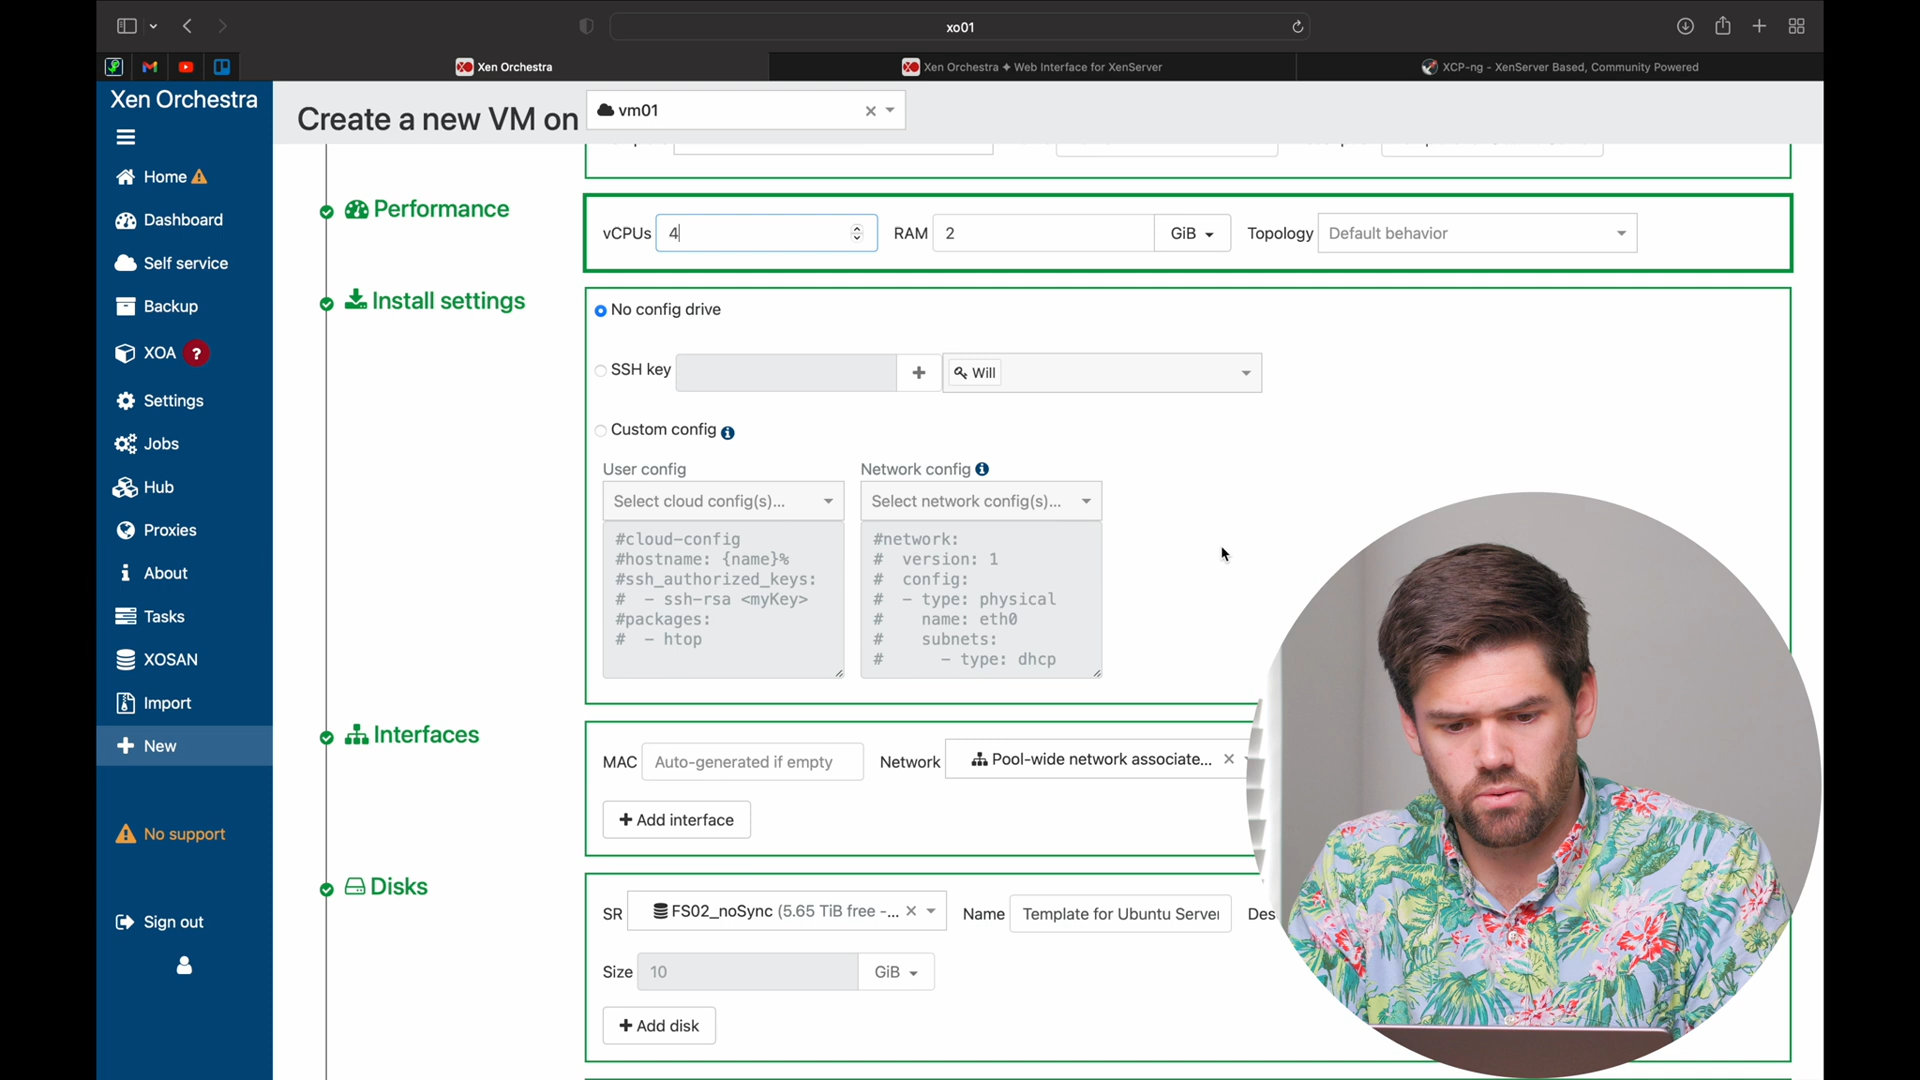 xo01
Xen Orchestra
Xen Orchestra ✦ Web Interface for XenServer
XCP-ng - XenServer Based, Community Powered
Xen Orchestra
Create a new VM on
vm01
Home
Dashboard
Self service
Backup
XOA ?
Settings
Jobs
Hub
Proxies
About
Tasks
XOSAN
Import
New
No support
Sign out
Performance
vCPUs 4
RAM 2 GiB
Topology Default behavior
Install settings
No config drive
SSH key
Will
Custom config
User config
Network config
Select cloud config(s)...
Select network config(s)...
#cloud-config
#hostname: {name}%
#ssh_authorized_keys:
# - ssh-rsa <myKey>
#packages:
# - htop
#network:
# version: 1
# config:
# - type: physical
# name: eth0
# subnets:
# - type: dhcp
Interfaces
MAC Auto-generated if empty
Network Pool-wide network associate...
Add interface
Disks
SR FS02_noSync (5.65 TiB free -...
Name Template for Ubuntu Server
Des
Size 10 GiB
Add disk